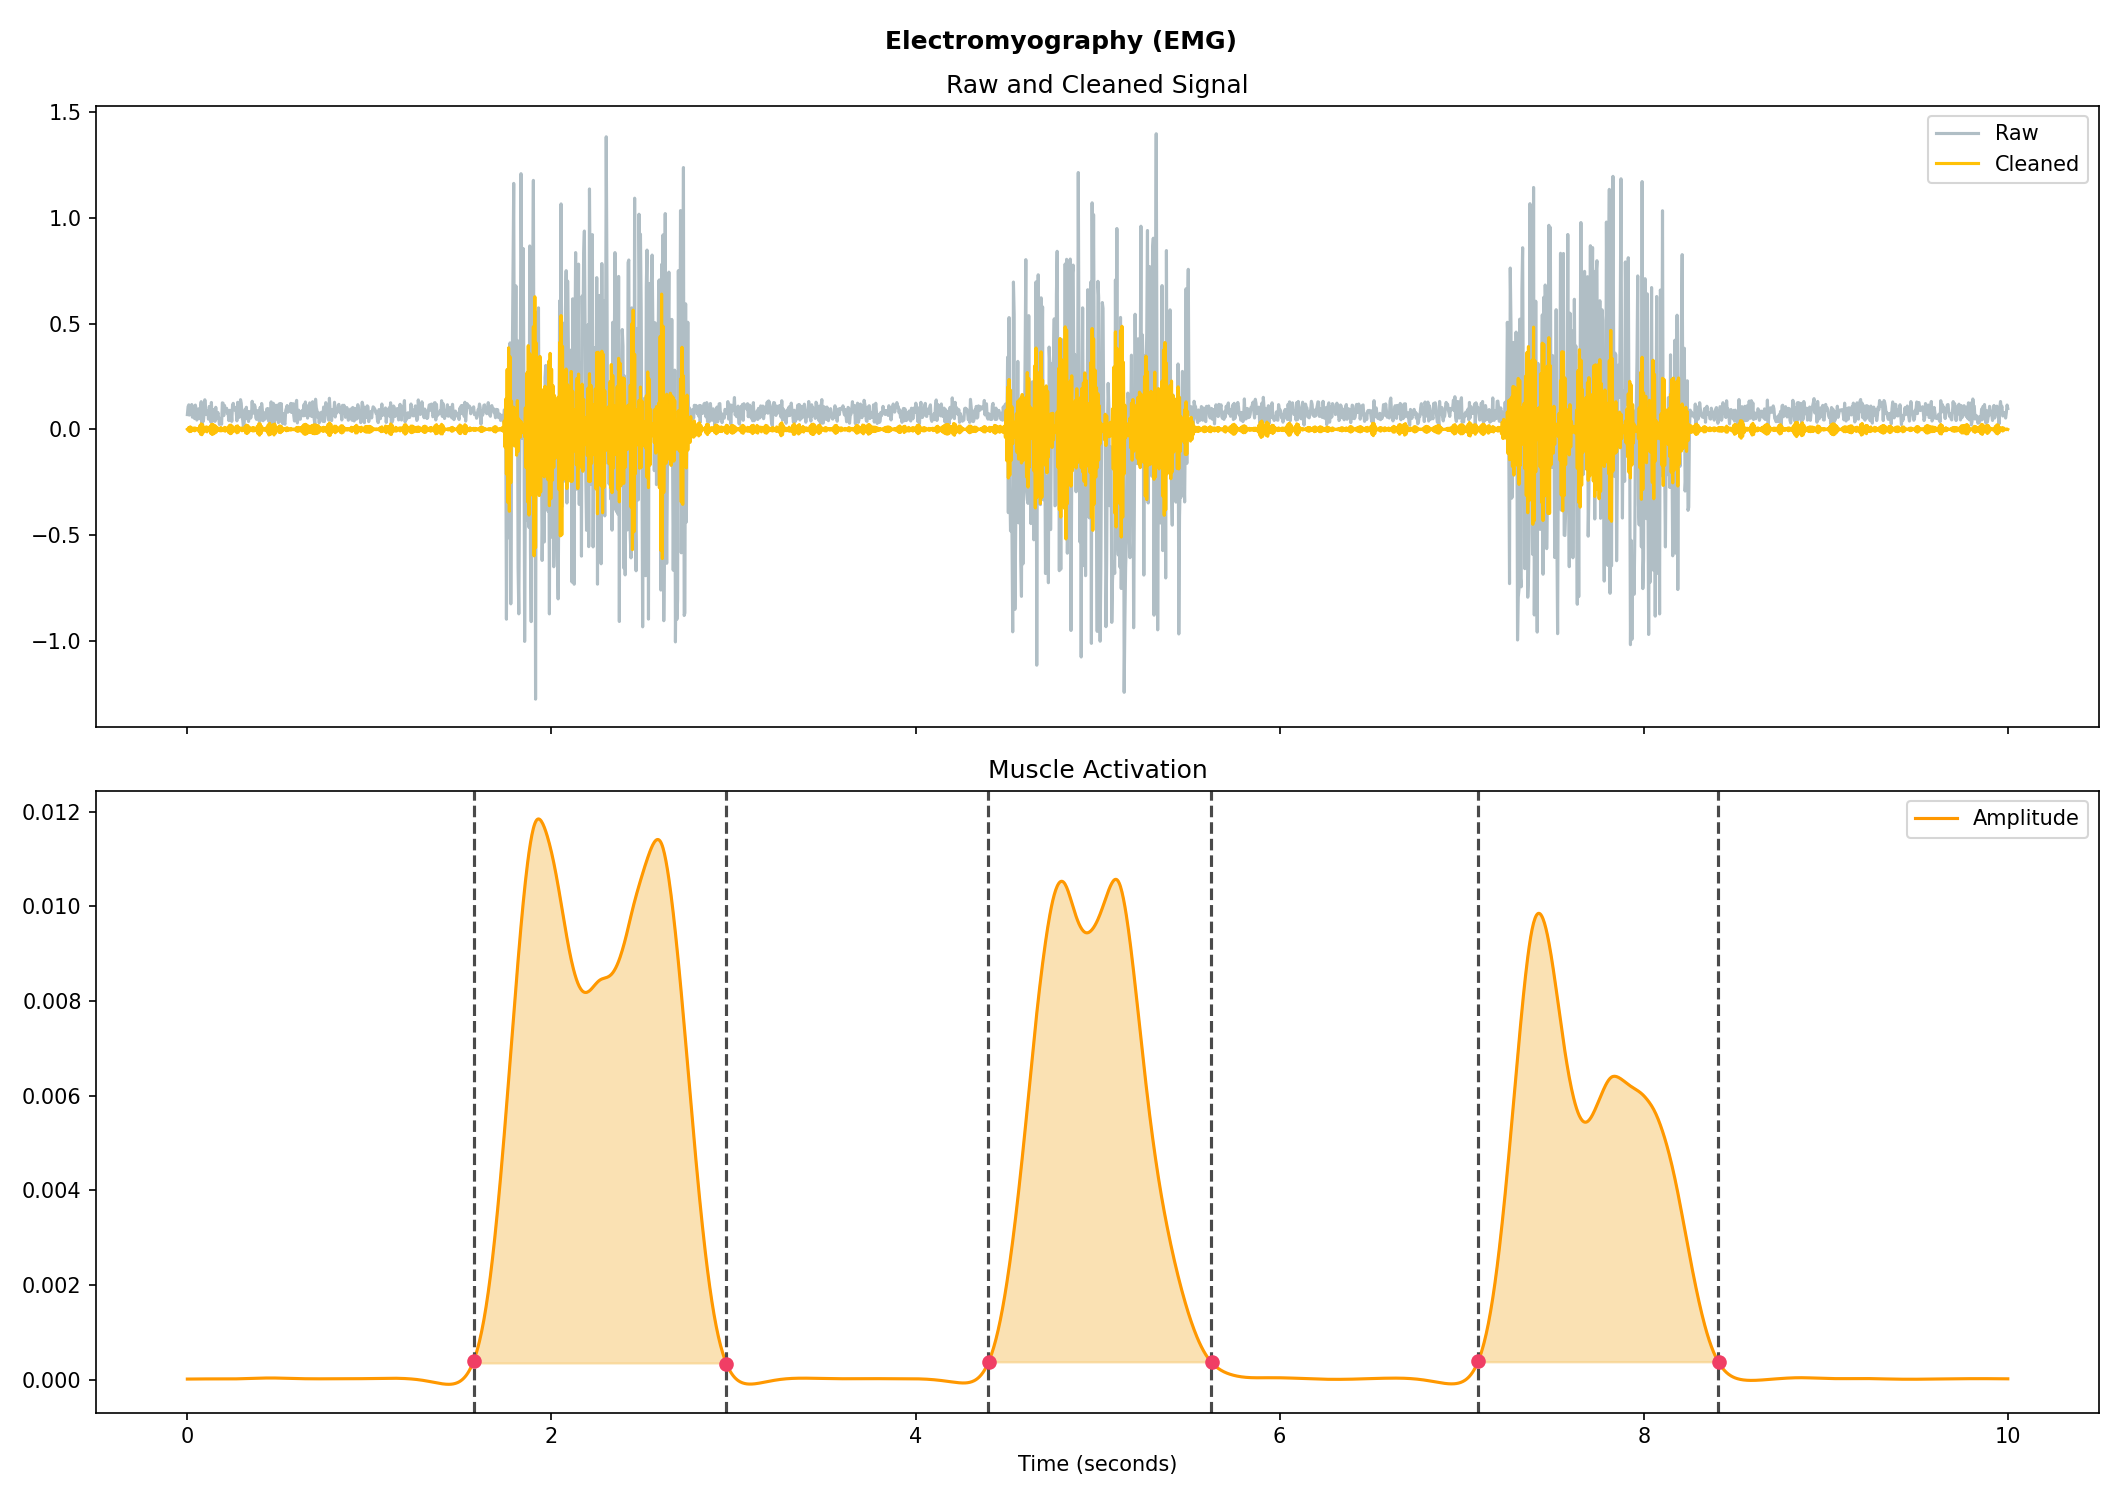 Electromyography (EMG)
Raw and Cleaned Signal
1.5
1.0
0.5
0.0
−0.5
−1.0
Raw
Cleaned
Muscle Activation
0.012
0.010
0.008
0.006
0.004
0.002
0.000
Amplitude
0 2 4 6 8 10
Time (seconds)